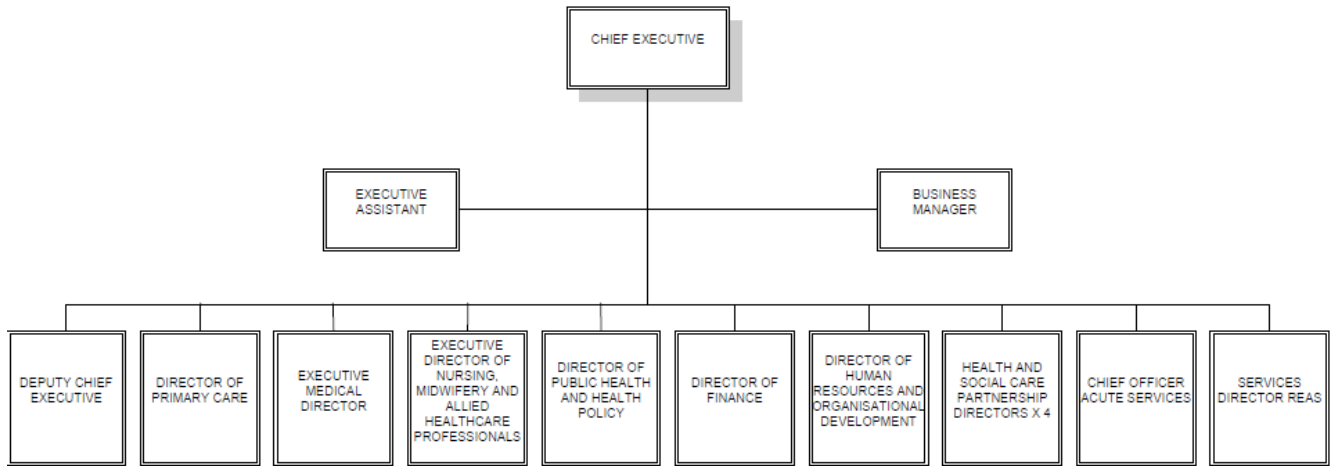 CHIEF EXECUTIVE
EXECUTIVE
ASSISTANT
BUSINESS
MANAGER
DEPUTY CHIEF
EXECUTIVE
DIRECTOR OF
PRIMARY CARE
EXECUTIVE
MEDICAL
DIRECTOR
EXECUTIVE
DIRECTOR OF
NURSING,
MIDWIFERY AND
ALLIED
HEALTHCARE
PROFESSIONALS
DIRECTOR OF
PUBLIC HEALTH
AND HEALTH
POLICY
DIRECTOR OF
FINANCE
DIRECTOR OF
HUMAN
RESOURCES AND
ORGANISATIONAL
DEVELOPMENT
HEALTH AND
SOCIAL CARE
PARTNERSHIP
DIRECTORS X 4
CHIEF OFFICER
ACUTE SERVICES
SERVICES
DIRECTOR REAS